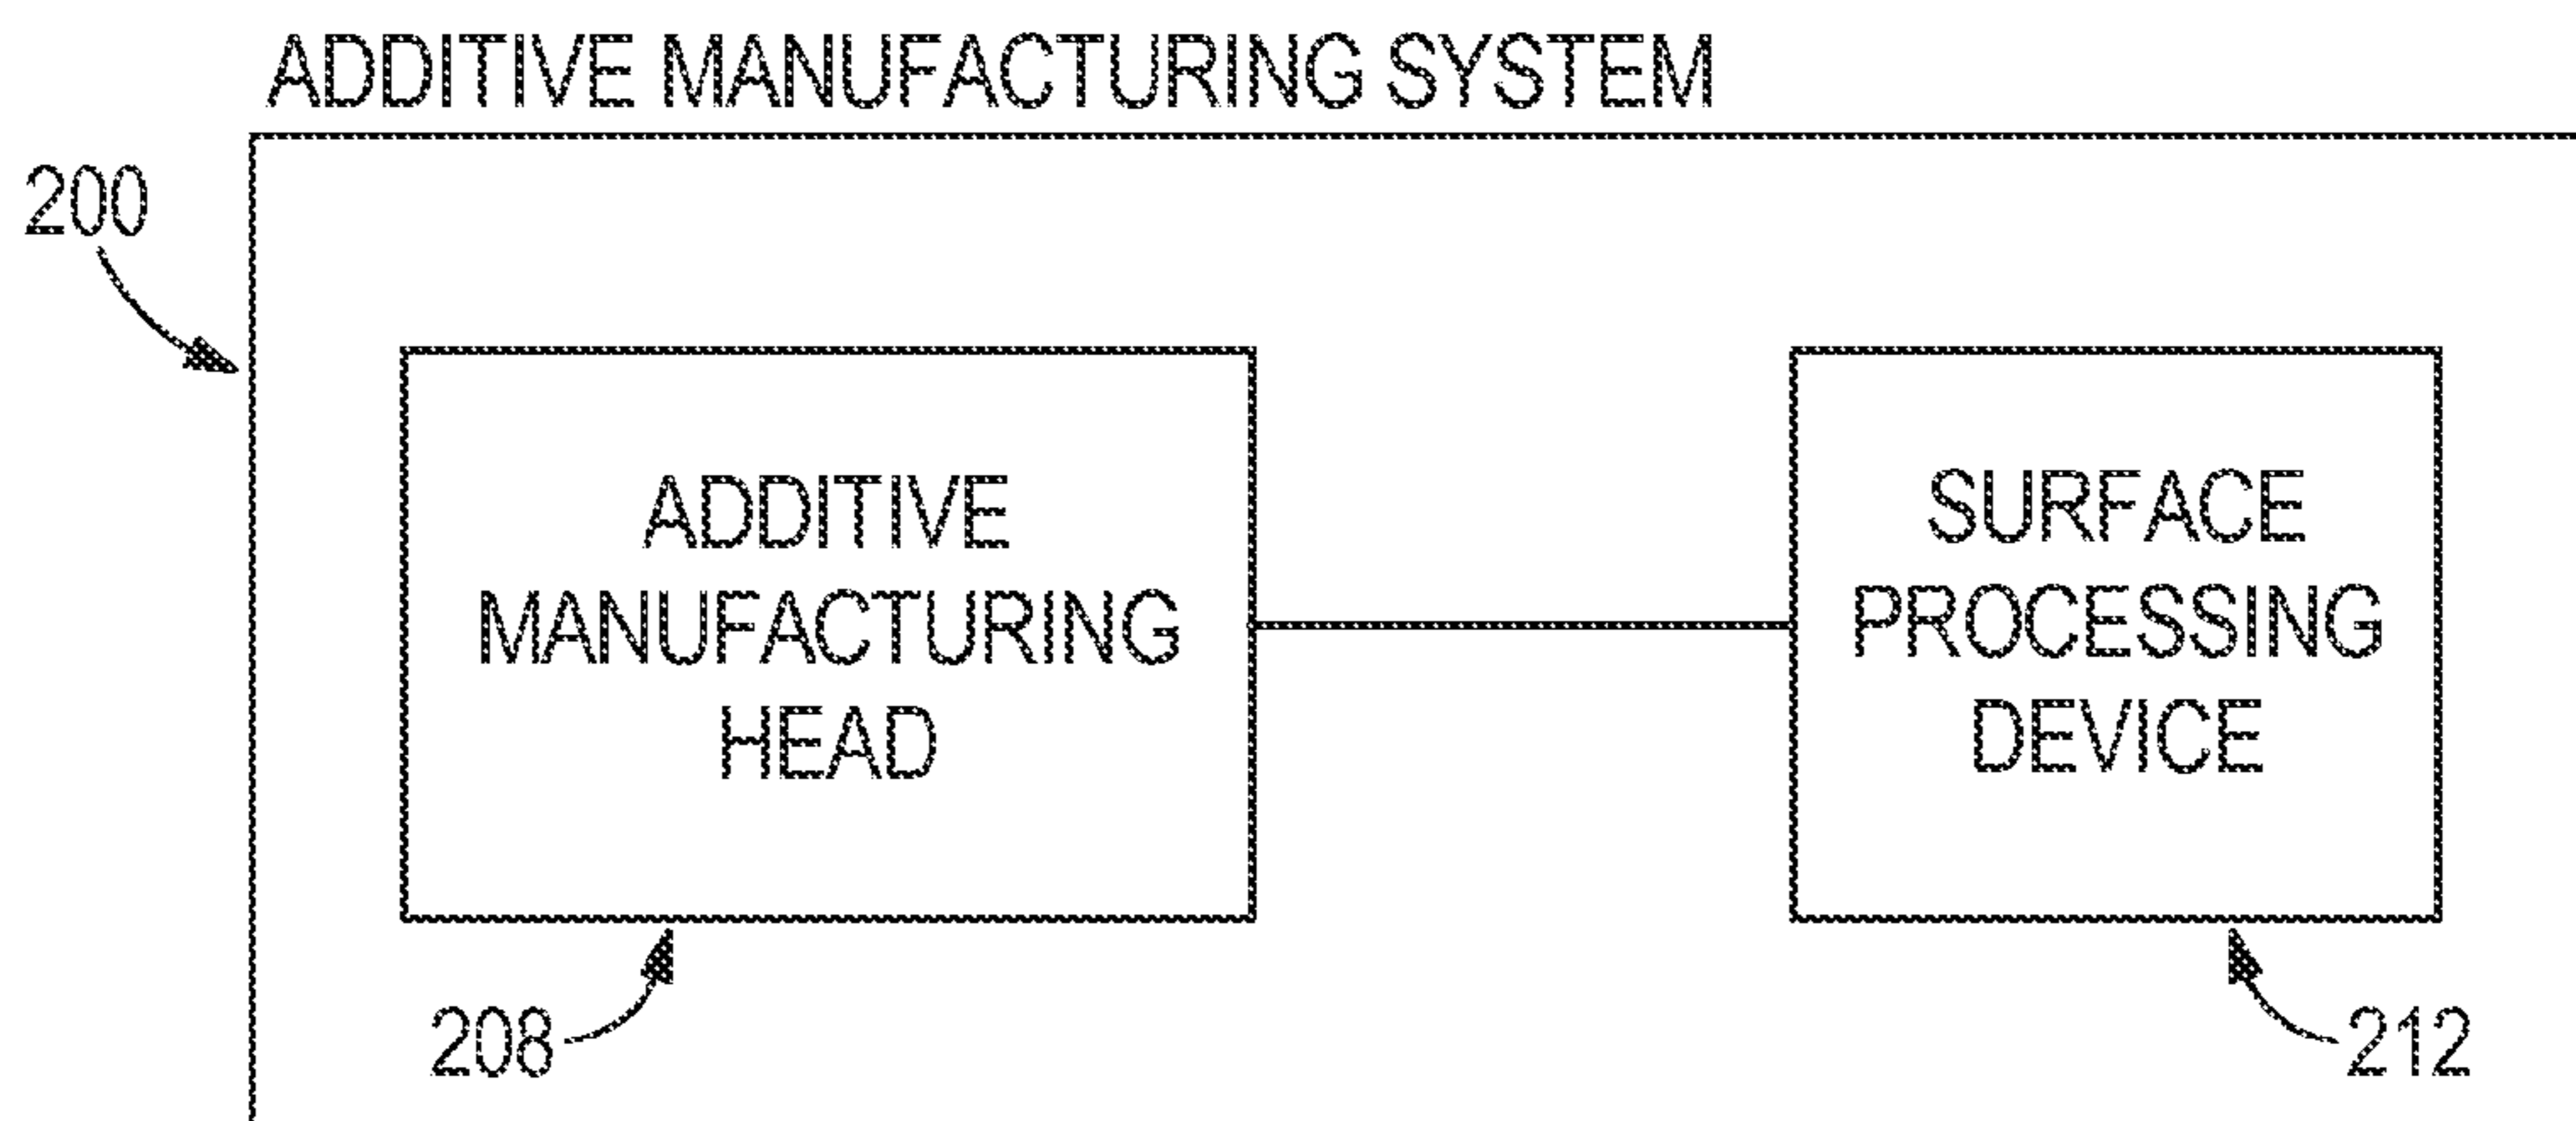 ADDITIVE MANUFACTURING SYSTEM
200
ADDITIVE
MANUFACTURING
HEAD
SURFACE
PROCESSING
DEVICE
208
212